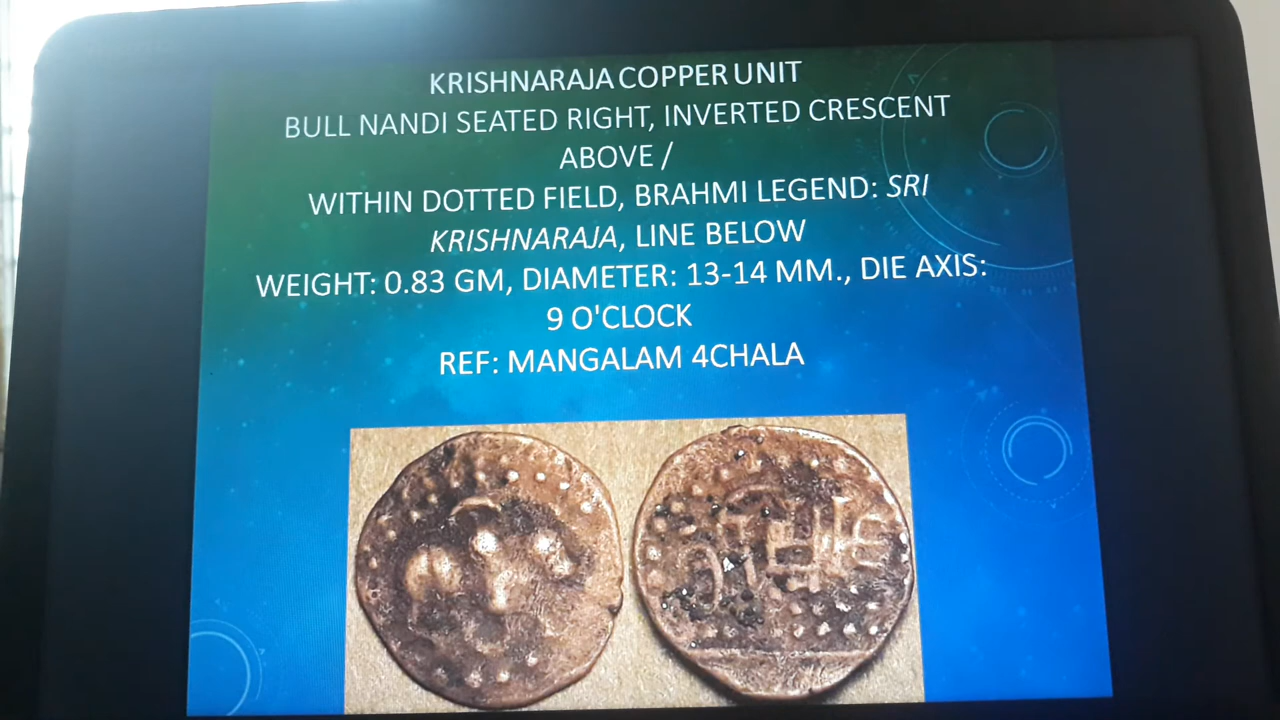 KRISHNARAJA COPPER UNIT
BULL NANDI SEATED RIGHT, INVERTED CRESCENT
ABOVE /
WITHIN DOTTED FIELD, BRAHMI LEGEND: SRI
KRISHNARAJA, LINE BELOW
WEIGHT: 0.83 GM, DIAMETER: 13-14 MM., DIE AXIS:
9 O'CLOCK
REF: MANGALAM 4CHALA